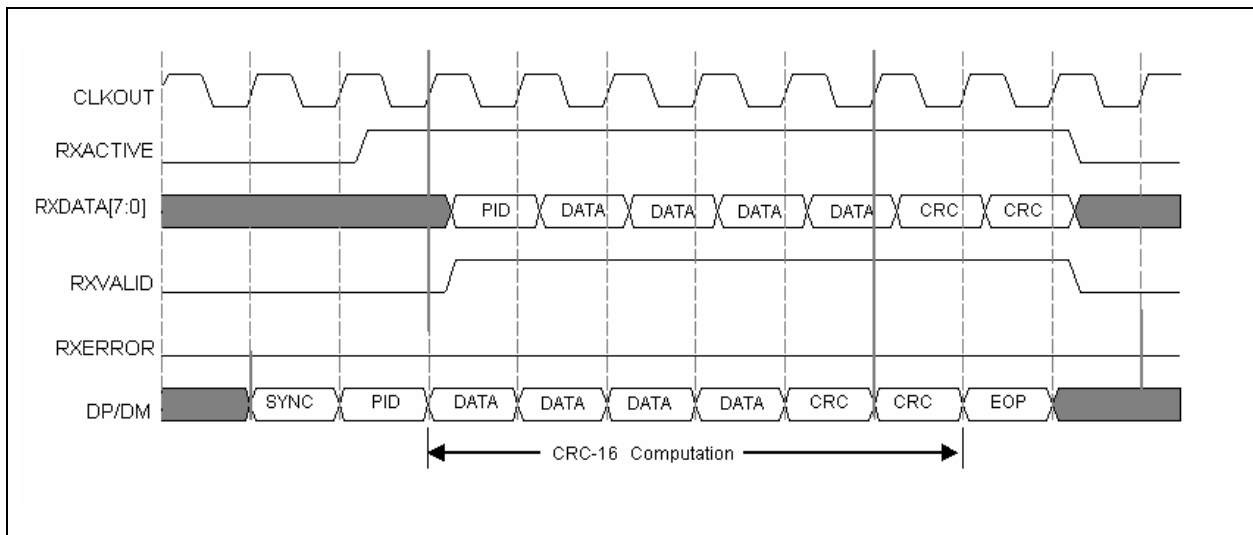 CLKOUT
RXACTIVE
RXDATA[7:0] PID DATA DATA DATA DATA CRC CRC
RXVALID
RXERROR
DP/DM SYNC PID DATA DATA DATA DATA CRC CRC EOP
CRC-16 Computation